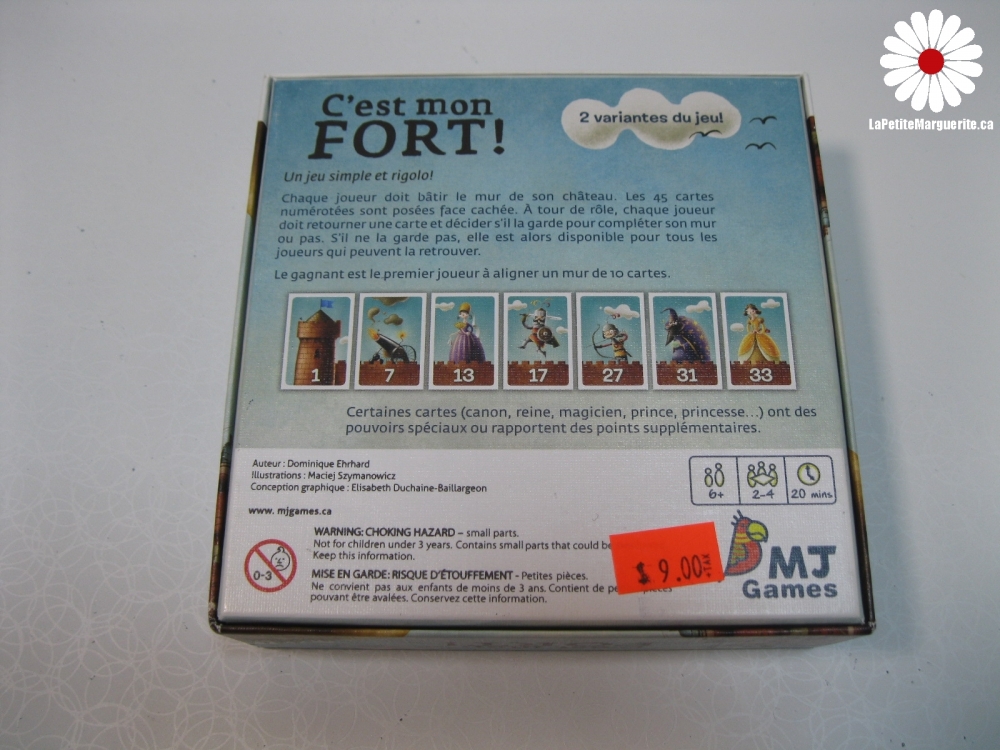 LaPetiteMarguerite.ca
C'est mon
FORT!
2 variantes du jeu!
Un jeu simple et rigolo!
Chaque joueur doit bâtir le mur de son château. Les 45 cartes
numérotées sont posées face cachée. À tour de rôle, chaque joueur
doit retourner une carte et décider s'il la garde pour compléter son mur
ou pas. S'il ne la garde pas, elle est alors disponible pour tous les
joueurs qui peuvent la retrouver.
Le gagnant est le premier joueur à aligner un mur de 10 cartes.
1 7 13 17 27 31 33
Certaines cartes (canon, reine, magicien, prince, princesse...) ont des
pouvoirs spéciaux ou rapportent des points supplémentaires.
Auteur : Dominique Ehrhard
Illustrations : Maciej Szymanowicz
Conception graphique : Elisabeth Duchaine-Baillargeon
www. mjgames.ca
6+ 2-4 20 mins
WARNING: CHOKING HAZARD – small parts.
Not for children under 3 years. Contains small parts that could be
Keep this information.
0-3
MISE EN GARDE: RISQUE D'ÉTOUFFEMENT - Petites pièces.
Ne convient pas aux enfants de moins de 3 ans. Contient de
pouvant être avalées. Conservez cette information.
$ 9.00 +TAX
MJ
Games